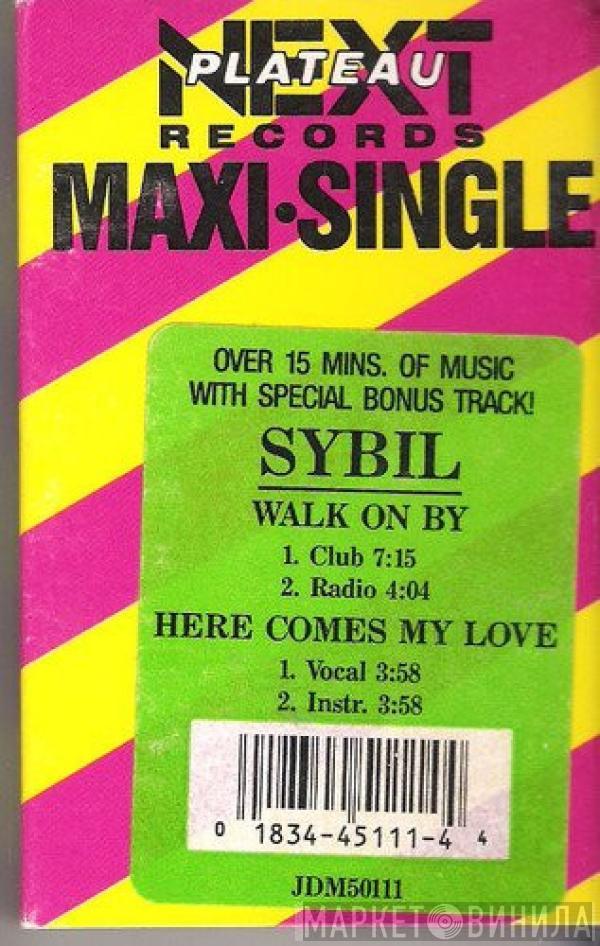 NEXT
PLATEAU
RECORDS
MAXI·SINGLE
OVER 15 MINS. OF MUSIC
WITH SPECIAL BONUS TRACK!
SYBIL
WALK ON BY
1. Club 7:15
2. Radio 4:04
HERE COMES MY LOVE
1. Vocal 3:58
2. Instr. 3:58
0 1834-45111-4 4
JDM50111
МАРКЕТ ВИНИЛА